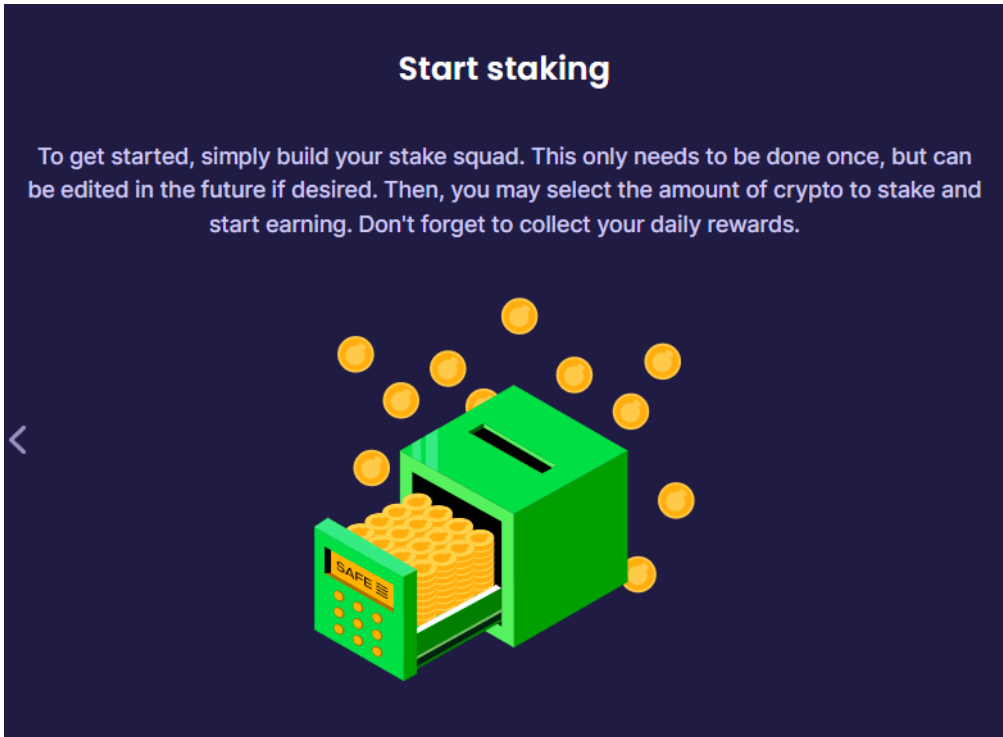 Start staking
To get started, simply build your stake squad. This only needs to be done once, but can
be edited in the future if desired. Then, you may select the amount of crypto to stake and
start earning. Don't forget to collect your daily rewards.
SAFE